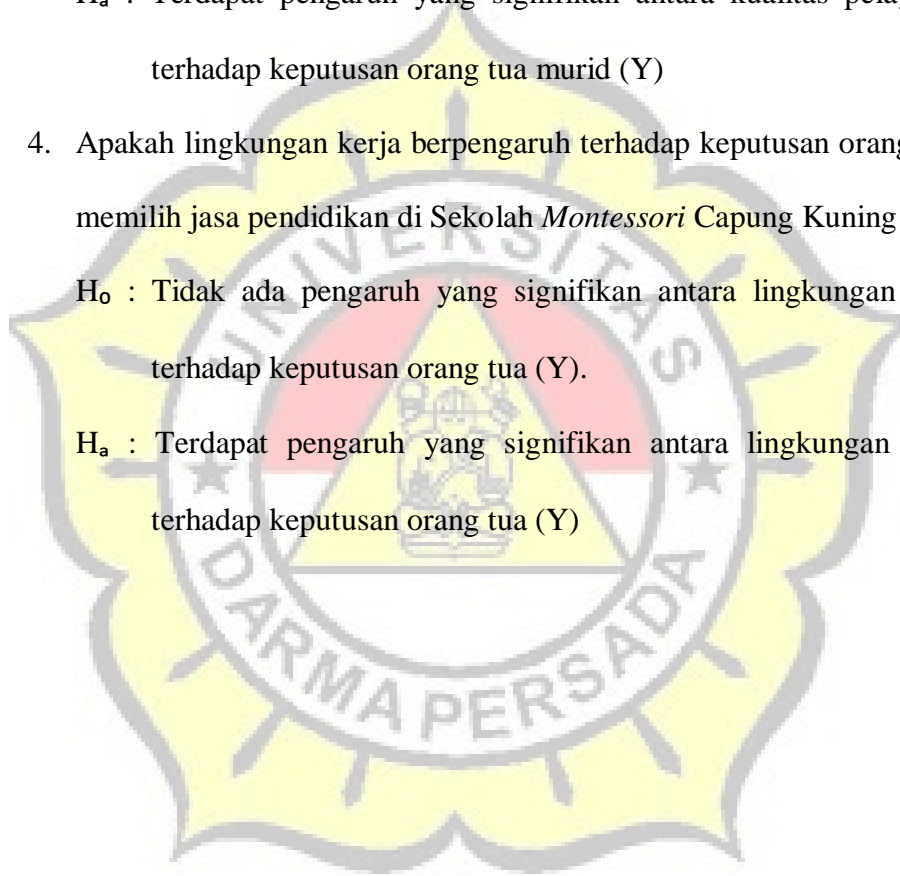 Hₐ : Terdapat pengaruh yang signifikan antara kualitas
terhadap keputusan orang tua murid (Y)
4. Apakah lingkungan kerja berpengaruh terhadap keputusan orang
memilih jasa pendidikan di Sekolah Montessori Capung Kuning
H₀ : Tidak ada pengaruh yang signifikan antara lingkungan
terhadap keputusan orang tua (Y).
Hₐ : Terdapat pengaruh yang signifikan antara lingkungan
terhadap keputusan orang tua (Y)
UNIVERSITAS
DARMA PERSADA